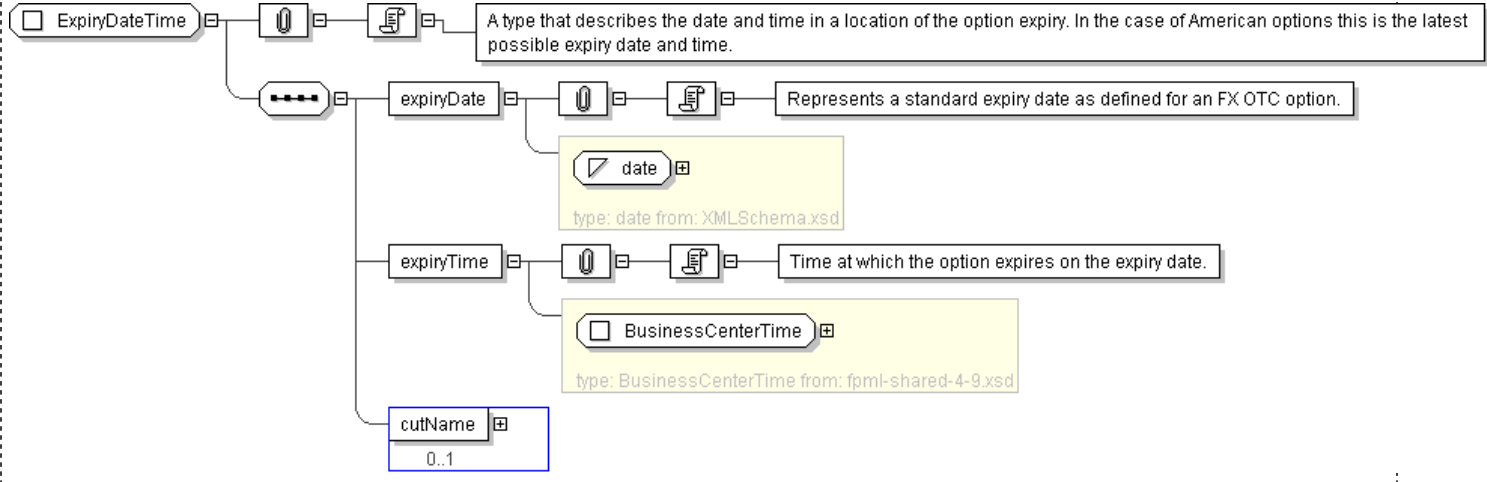 ExpiryDateTime
A type that describes the date and time in a location of the option expiry. In the case of American options this is the latest
possible expiry date and time.
expiryDate
Represents a standard expiry date as defined for an FX OTC option.
date
type: date from: XMLSchema.xsd
expiryTime
Time at which the option expires on the expiry date.
BusinessCenterTime
type: BusinessCenterTime from: fpml-shared-4-9.xsd
cutName
0..1